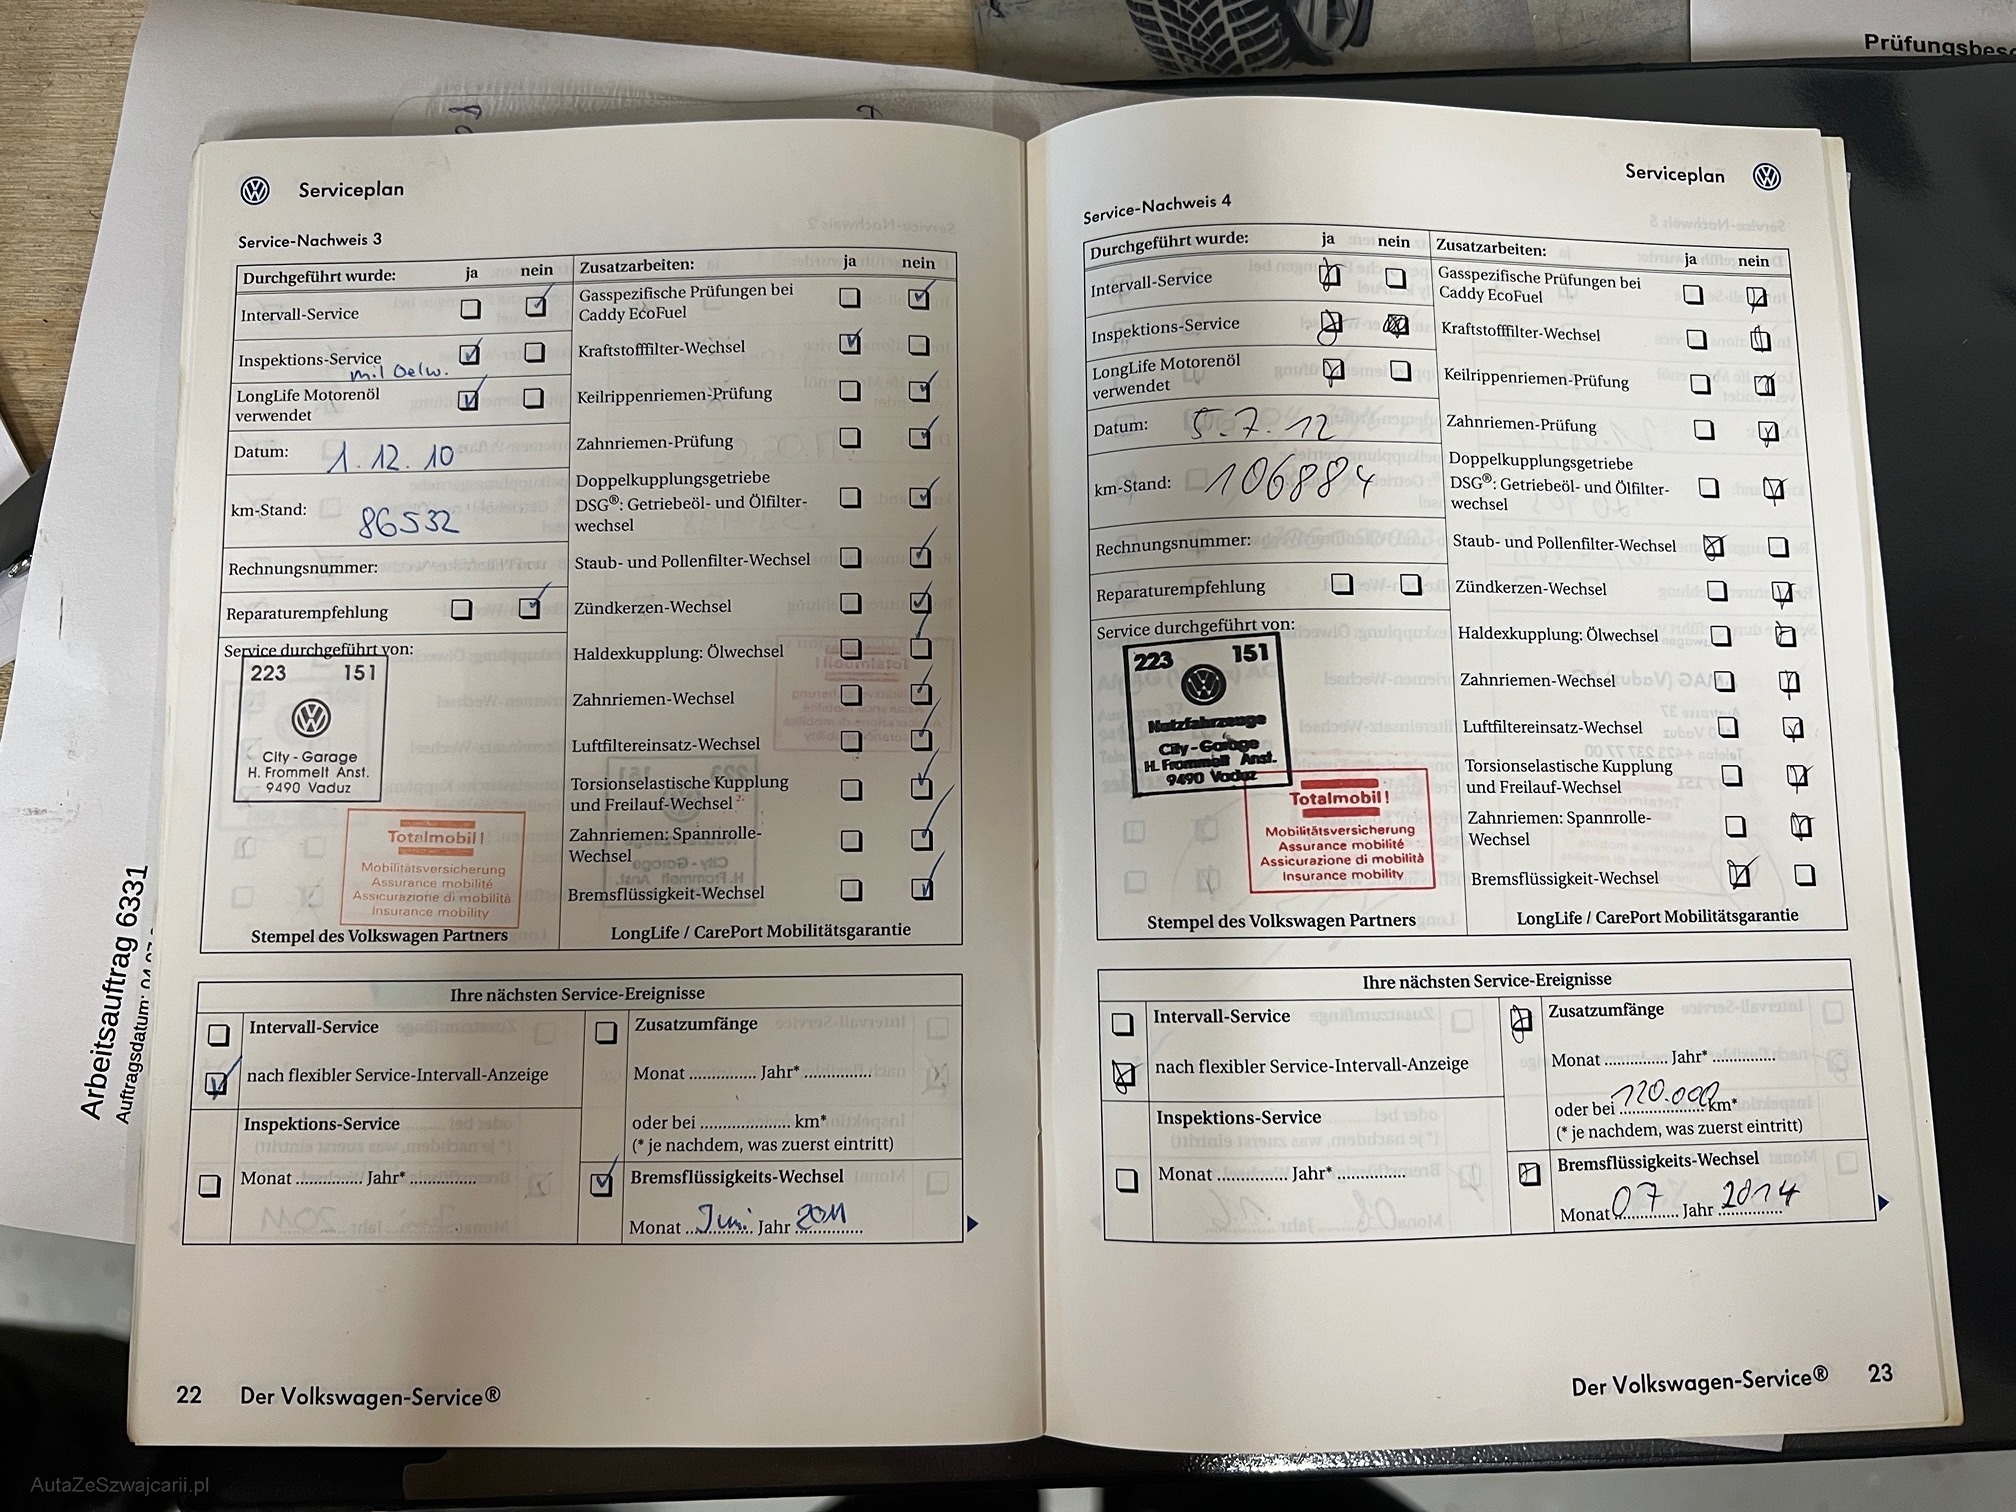 Prüfungsbesc
Arbeitsauftrag 6331
Auftragsdatum: 04.07.
Serviceplan
Service-Nachweis 3
Durchgeführt wurde: ja nein
Intervall-Service
Inspektions-Service
mit Oelw.
LongLife Motorenöl
verwendet
Datum: 1.12.10
km-Stand: 86532
Rechnungsnummer:
Reparaturempfehlung
Service durchgeführt von:
223 151
City - Garage
H. Frommelt Anst.
9490 Vaduz
Totalmobil!
Mobilitätsversicherung
Assurance mobilité
Assicurazione di mobilità
Insurance mobility
Stempel des Volkswagen Partners
Zusatzarbeiten: ja nein
Gasspezifische Prüfungen bei
Caddy EcoFuel
Kraftstofffilter-Wechsel
Keilrippenriemen-Prüfung
Zahnriemen-Prüfung
Doppelkupplungsgetriebe
DSG®: Getriebeöl- und Ölfilter-
wechsel
Staub- und Pollenfilter-Wechsel
Zündkerzen-Wechsel
Haldexkupplung: Ölwechsel
Zahnriemen-Wechsel
Luftfiltereinsatz-Wechsel
Torsionselastische Kupplung
und Freilauf-Wechsel
Zahnriemen: Spannrolle-
Wechsel
Bremsflüssigkeit-Wechsel
LongLife / CarePort Mobilitätsgarantie
Ihre nächsten Service-Ereignisse
Intervall-Service
nach flexibler Service-Intervall-Anzeige
Inspektions-Service
Monat .............. Jahr* ..............
Zusatzumfänge
Monat .............. Jahr* ..............
oder bei .................... km*
(* je nachdem, was zuerst eintritt)
Bremsflüssigkeits-Wechsel
Monat Juni Jahr 2011
22 Der Volkswagen-Service®
Serviceplan
Service-Nachweis 4
Durchgeführt wurde: ja nein
Intervall-Service
Inspektions-Service
LongLife Motorenöl
verwendet
Datum: 5.7.12
km-Stand: 106884
Rechnungsnummer:
Reparaturempfehlung
Service durchgeführt von:
223 151
Nutzfahrzeuge
City - Garage
H. Frommelt Anst.
9490 Vaduz
Totalmobil!
Mobilitätsversicherung
Assurance mobilité
Assicurazione di mobilità
Insurance mobility
Stempel des Volkswagen Partners
Zusatzarbeiten: ja nein
Gasspezifische Prüfungen bei
Caddy EcoFuel
Kraftstofffilter-Wechsel
Keilrippenriemen-Prüfung
Zahnriemen-Prüfung
Doppelkupplungsgetriebe
DSG®: Getriebeöl- und Ölfilter-
wechsel
Staub- und Pollenfilter-Wechsel
Zündkerzen-Wechsel
Haldexkupplung: Ölwechsel
Zahnriemen-Wechsel
Luftfiltereinsatz-Wechsel
Torsionselastische Kupplung
und Freilauf-Wechsel
Zahnriemen: Spannrolle-
Wechsel
Bremsflüssigkeit-Wechsel
LongLife / CarePort Mobilitätsgarantie
Ihre nächsten Service-Ereignisse
Intervall-Service
nach flexibler Service-Intervall-Anzeige
Inspektions-Service
Monat .............. Jahr* ..............
Zusatzumfänge
Monat .............. Jahr* ..............
oder bei 120.000 km*
(* je nachdem, was zuerst eintritt)
Bremsflüssigkeits-Wechsel
Monat 07 Jahr 2014
Der Volkswagen-Service® 23
AutaZeSzwajcarii.pl